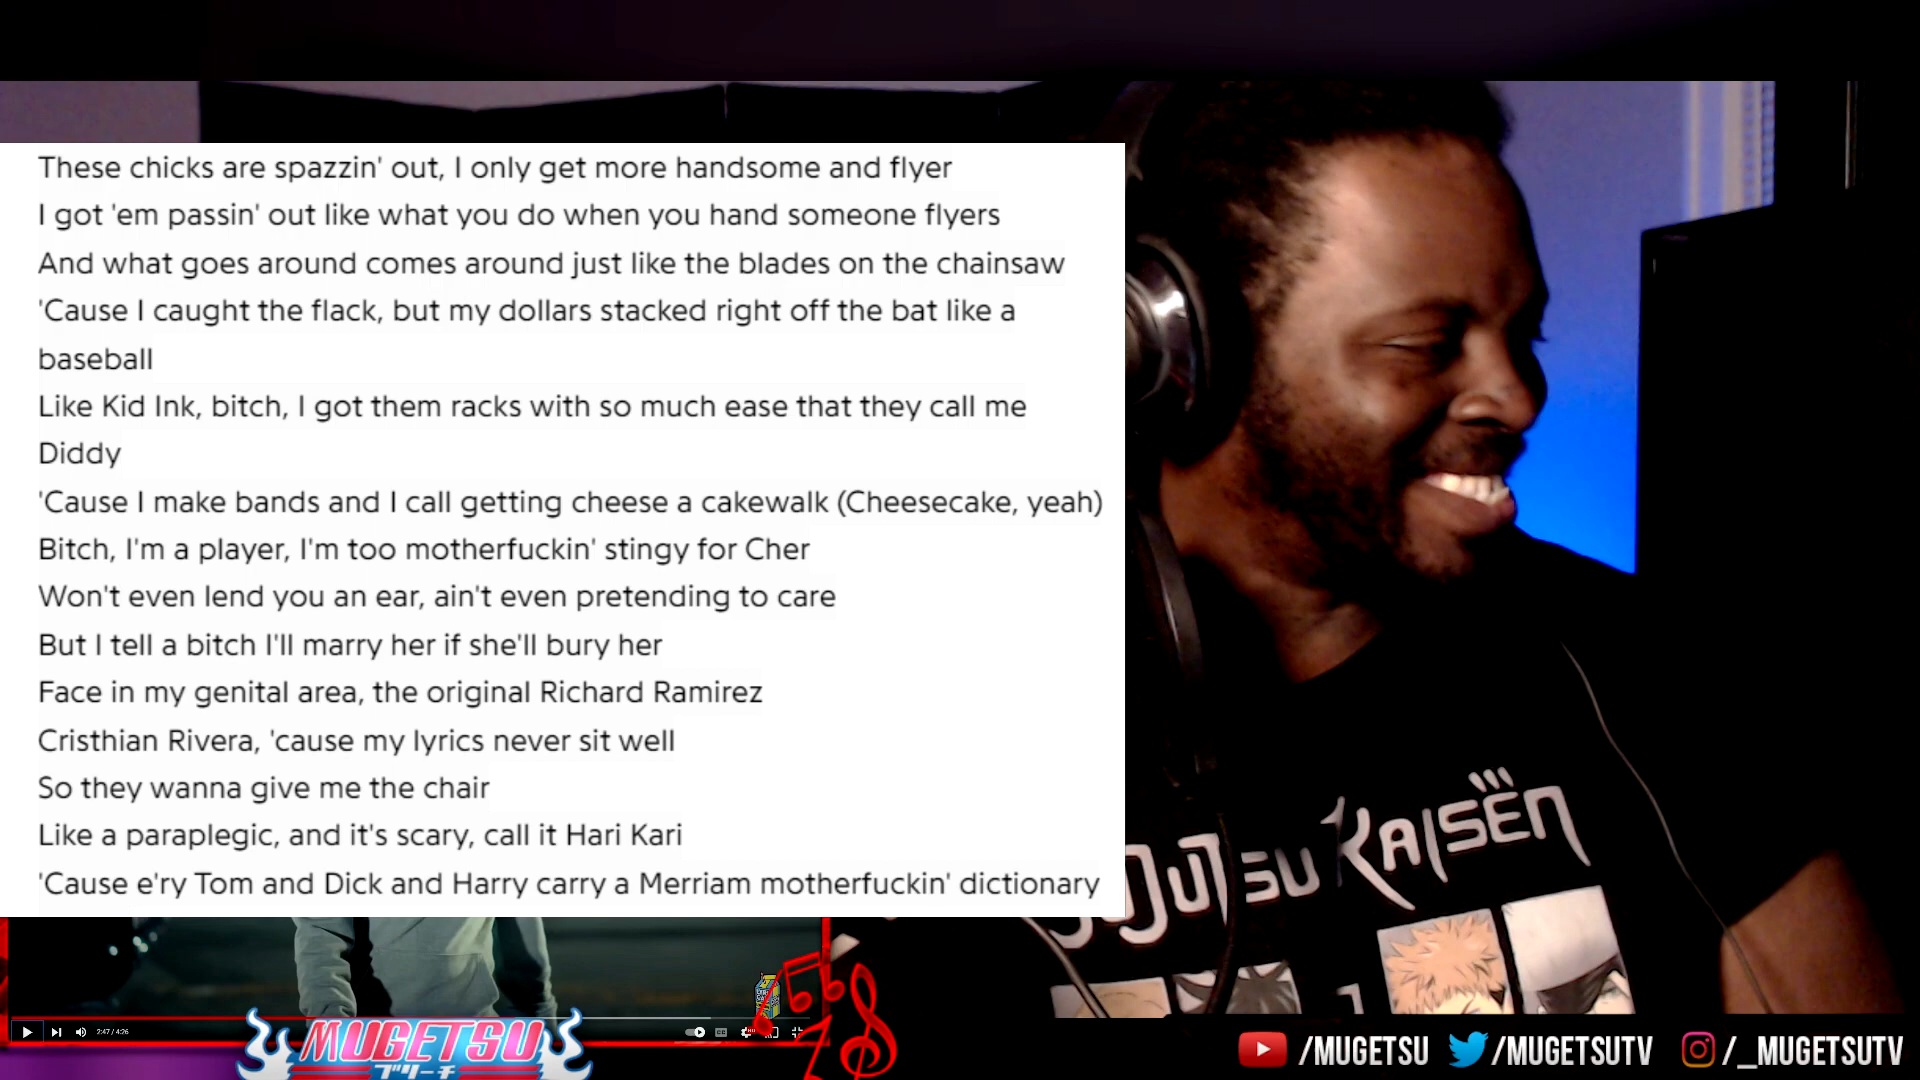 These chicks are spazzin' out, I only get more handsome and flyer
I got 'em passin' out like what you do when you hand someone flyers
And what goes around comes around just like the blades on the chainsaw
'Cause I caught the flack, but my dollars stacked right off the bat like a
baseball
Like Kid Ink, bitch, I got them racks with so much ease that they call me
Diddy
'Cause I make bands and I call getting cheese a cakewalk (Cheesecake, yeah)
Bitch, I'm a player, I'm too motherfuckin' stingy for Cher
Won't even lend you an ear, ain't even pretending to care
But I tell a bitch I'll marry her if she'll bury her
Face in my genital area, the original Richard Ramirez
Cristhian Rivera, 'cause my lyrics never sit well
So they wanna give me the chair
Like a paraplegic, and it's scary, call it Hari Kari
'Cause e'ry Tom and Dick and Harry carry a Merriam motherfuckin' dictionary
JUJUTSU KAISEN
2:47 / 4:26
MUGETSU
ブリーチ
/MUGETSU
/MUGETSUTV
/_MUGETSUTV